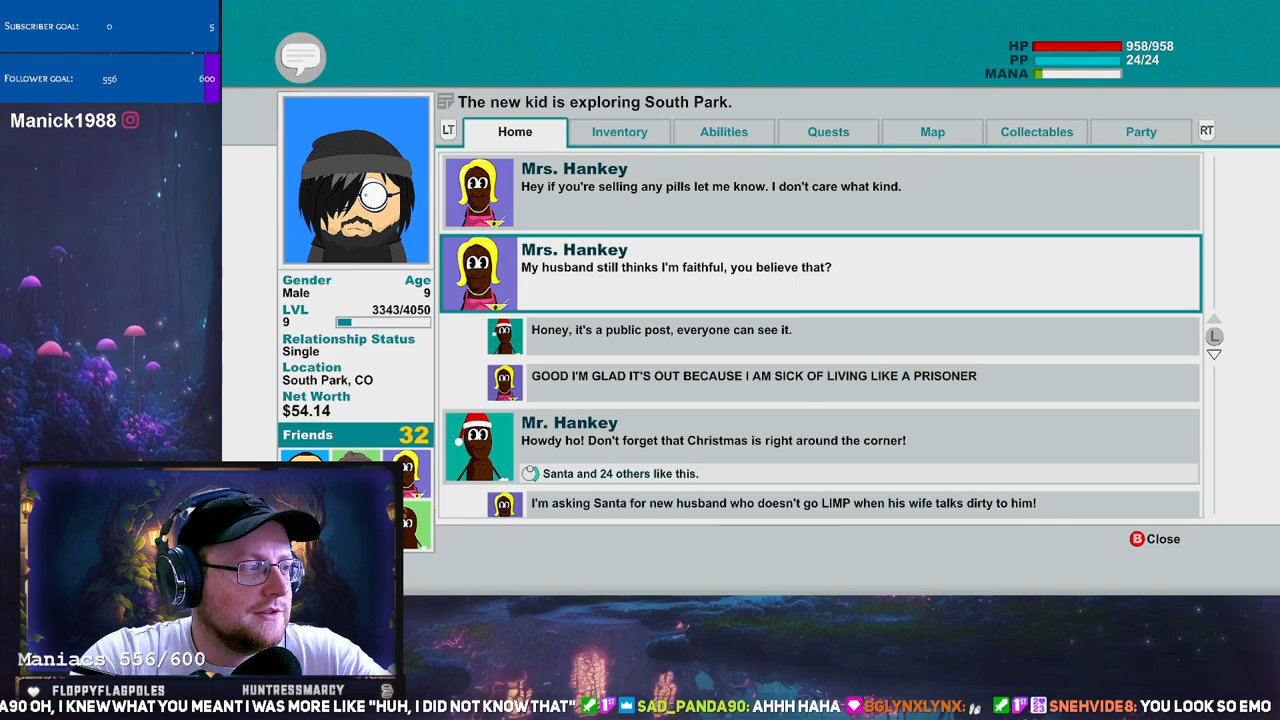 SUBSCRIBER GOAL: 0 5
FOLLOWER GOAL: 556 600
Manick1988
HP 958/958
PP 24/24
MANA
The new kid is exploring South Park.
LT Home Inventory Abilities Quests Map Collectables Party RT
Mrs. Hankey
Hey if you're selling any pills let me know. I don't care what kind.
Mrs. Hankey
My husband still thinks I'm faithful, you believe that?
Honey, it's a public post, everyone can see it.
GOOD I'M GLAD IT'S OUT BECAUSE I AM SICK OF LIVING LIKE A PRISONER
Mr. Hankey
Howdy ho! Don't forget that Christmas is right around the corner!
Santa and 24 others like this.
I'm asking Santa for new husband who doesn't go LIMP when his wife talks dirty to him!
L
B Close
Gender Age
Male 9
LVL 3343/4050
9
Relationship Status
Single
Location
South Park, CO
Net Worth
$54.14
Friends 32
Maniacs 556/600
FLOPPYFLAGPOLES HUNTRESSMARCY
A90 OH, I KNEW WHAT YOU MEANT I WAS MORE LIKE "HUH, I DID NOT KNOW THAT" SAD_PANDA90: AHHH HAHA BGLYNXLYNX: SNEHVIDE8: YOU LOOK SO EMO